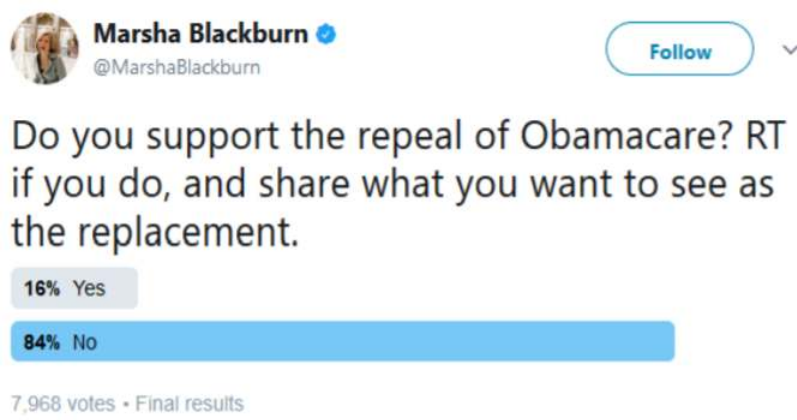 Marsha Blackburn
@MarshaBlackburn
Follow
Do you support the repeal of Obamacare? RT
if you do, and share what you want to see as
the replacement.
16% Yes
84% No
7,968 votes • Final results